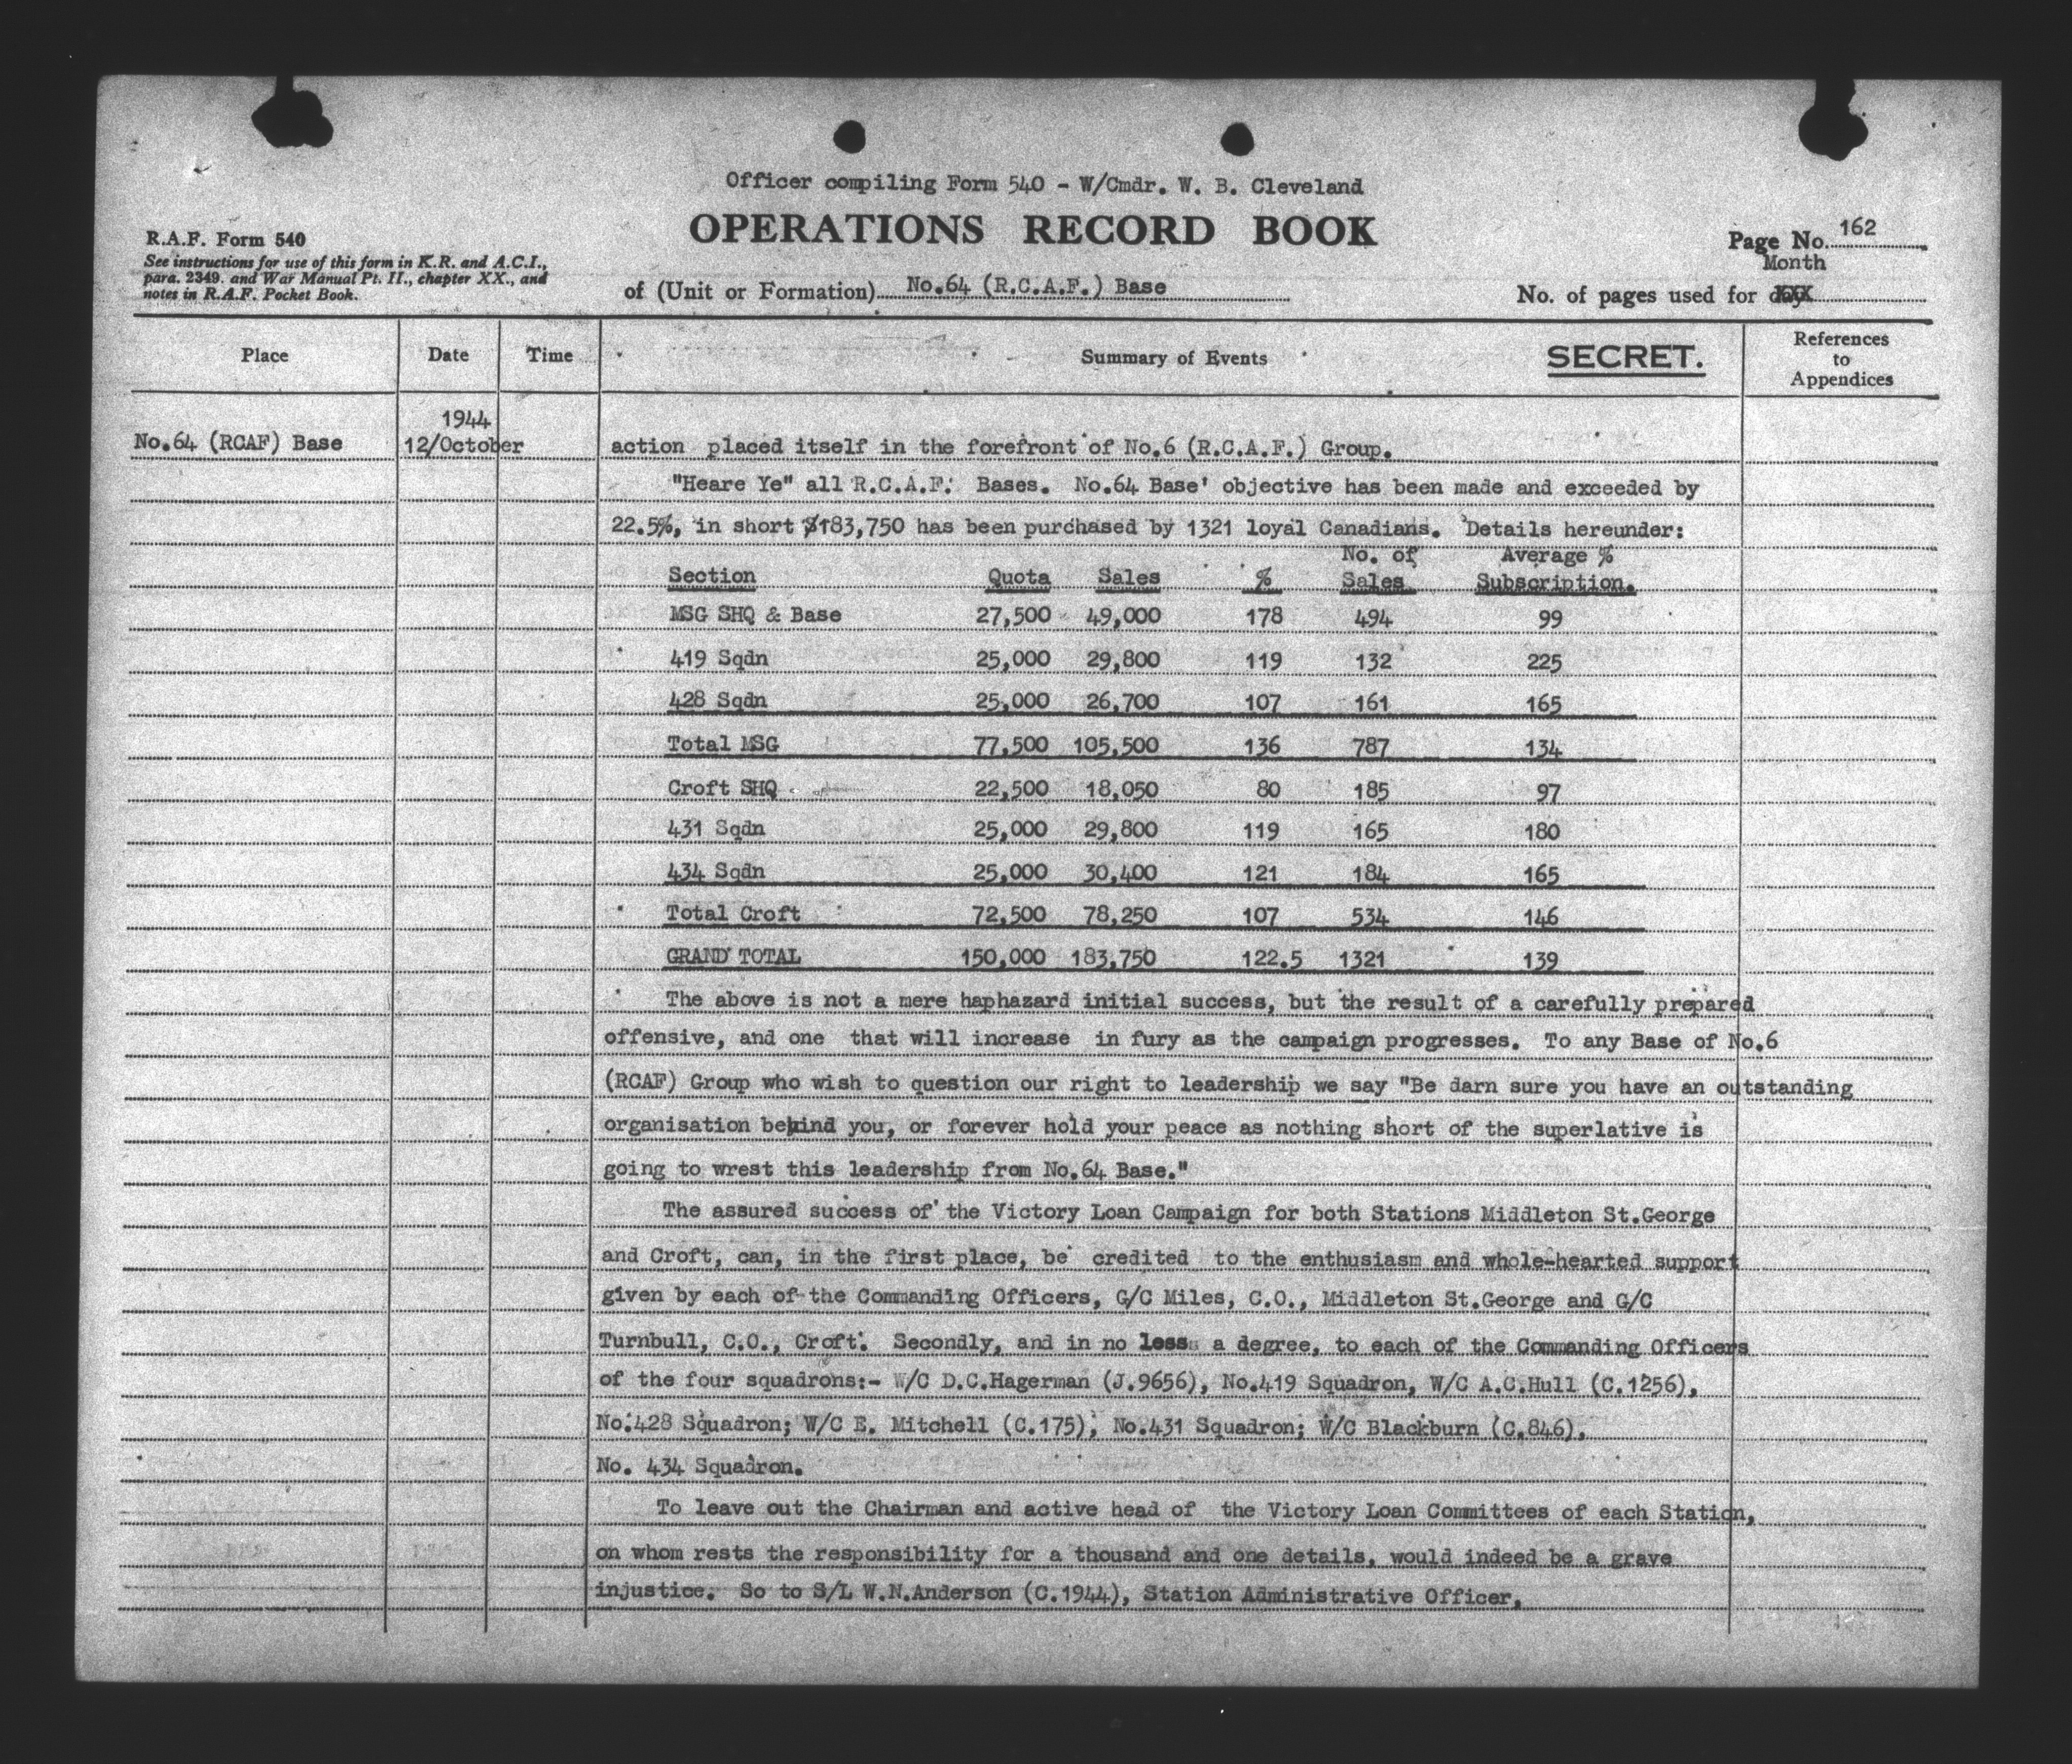 Officer compiling Form 540 - W/Cmdr. W. B. Cleveland
OPERATIONS RECORD BOOK
R.A.F. Form 540
See instructions for use of this form in K.R. and A.C.I.,
para. 2349. and War Manual Pt. II., chapter XX., and
notes in R.A.F. Pocket Book.
of (Unit or Formation) No.64 (R.C.A.F.) Base
Page No. 162
Month
No. of pages used for day
Place Date Time Summary of Events SECRET. References to Appendices
1944
No.64 (RCAF) Base 12/October action placed itself in the forefront of No.6 (R.C.A.F.) Group.
"Heare Ye" all R.C.A.F. Bases. No.64 Base' objective has been made and exceeded by
22.5%, in short $183,750 has been purchased by 1321 loyal Canadians. Details hereunder:
No. of Average %
Section Quota Sales % Sales Subscription.
MSG SHQ & Base 27,500 49,000 178 494 99
419 Sqdn 25,000 29,800 119 132 225
428 Sqdn 25,000 26,700 107 161 165
Total MSG 77,500 105,500 136 787 134
Croft SHQ 22,500 18,050 80 185 97
431 Sqdn 25,000 29,800 119 165 180
434 Sqdn 25,000 30,400 121 184 165
Total Croft 72,500 78,250 107 534 146
GRAND TOTAL 150,000 183,750 122.5 1321 139
The above is not a mere haphazard initial success, but the result of a carefully prepared
offensive, and one that will increase in fury as the campaign progresses. To any Base of No.6
(RCAF) Group who wish to question our right to leadership we say "Be darn sure you have an outstanding
organisation behind you, or forever hold your peace as nothing short of the superlative is
going to wrest this leadership from No.64 Base."
The assured success of the Victory Loan Campaign for both Stations Middleton St.George
and Croft, can, in the first place, be credited to the enthusiasm and whole-hearted support
given by each of the Commanding Officers, G/C Miles, C.O., Middleton St.George and G/C
Turnbull, C.O., Croft. Secondly, and in no less a degree, to each of the Commanding Officers
of the four squadrons:- W/C D.C.Hagerman (J.9656), No.419 Squadron, W/C A.C.Hull (C.1256),
No.428 Squadron; W/C E. Mitchell (C.175), No.431 Squadron; W/C Blackburn (C.846),
No. 434 Squadron.
To leave out the Chairman and active head of the Victory Loan Committees of each Station,
on whom rests the responsibility for a thousand and one details, would indeed be a grave
injustice. So to S/L W.N.Anderson (C.1944), Station Administrative Officer,